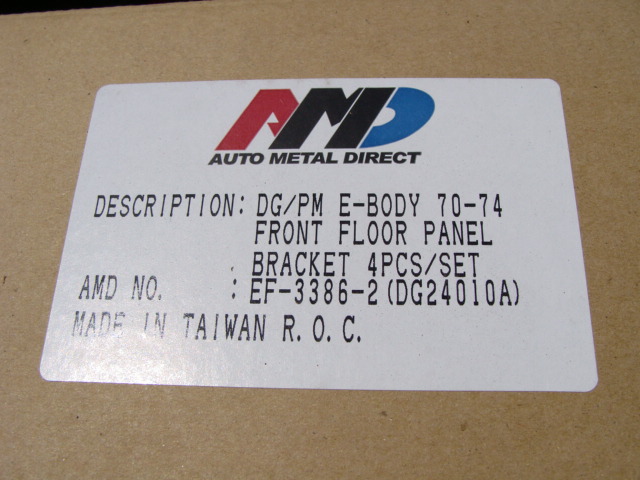 AMD
AUTO METAL DIRECT
DESCRIPTION: DG/PM E-BODY 70-74
FRONT FLOOR PANEL
BRACKET 4PCS/SET
AMD NO. : EF-3386-2(DG24010A)
MADE IN TAIWAN R.O.C.